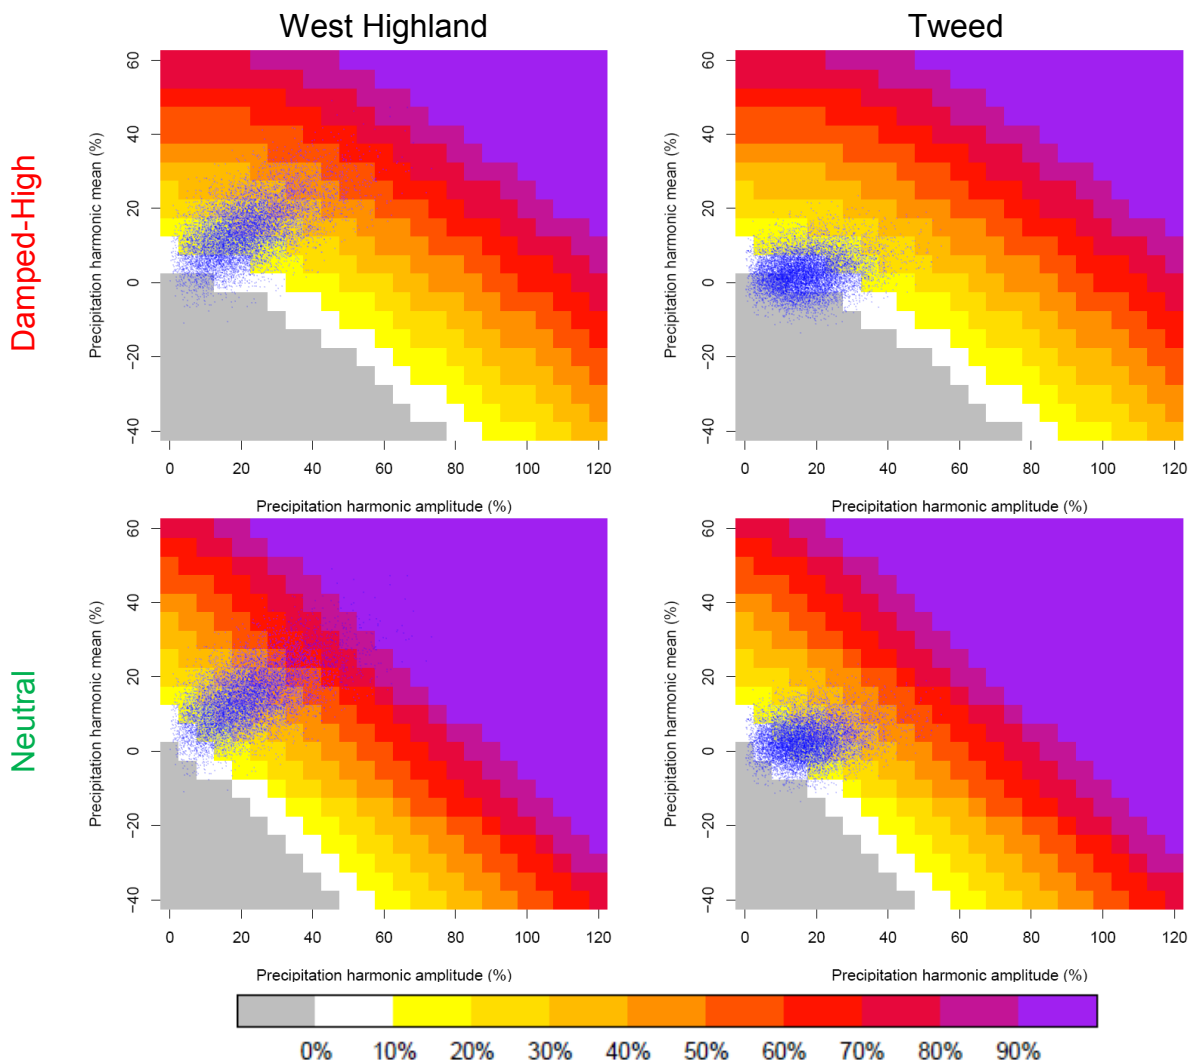 West Highland Tweed
Damped-High
Precipitation harmonic mean (%)
60
40
20
0
−20
−40
0 20 40 60 80 100 120
Precipitation harmonic amplitude (%)
Precipitation harmonic mean (%)
60
40
20
0
−20
−40
0 20 40 60 80 100 120
Precipitation harmonic amplitude (%)
Neutral
Precipitation harmonic mean (%)
60
40
20
0
−20
−40
0 20 40 60 80 100 120
Precipitation harmonic amplitude (%)
Precipitation harmonic mean (%)
60
40
20
0
−20
−40
0 20 40 60 80 100 120
Precipitation harmonic amplitude (%)
0% 10% 20% 30% 40% 50% 60% 70% 80% 90%